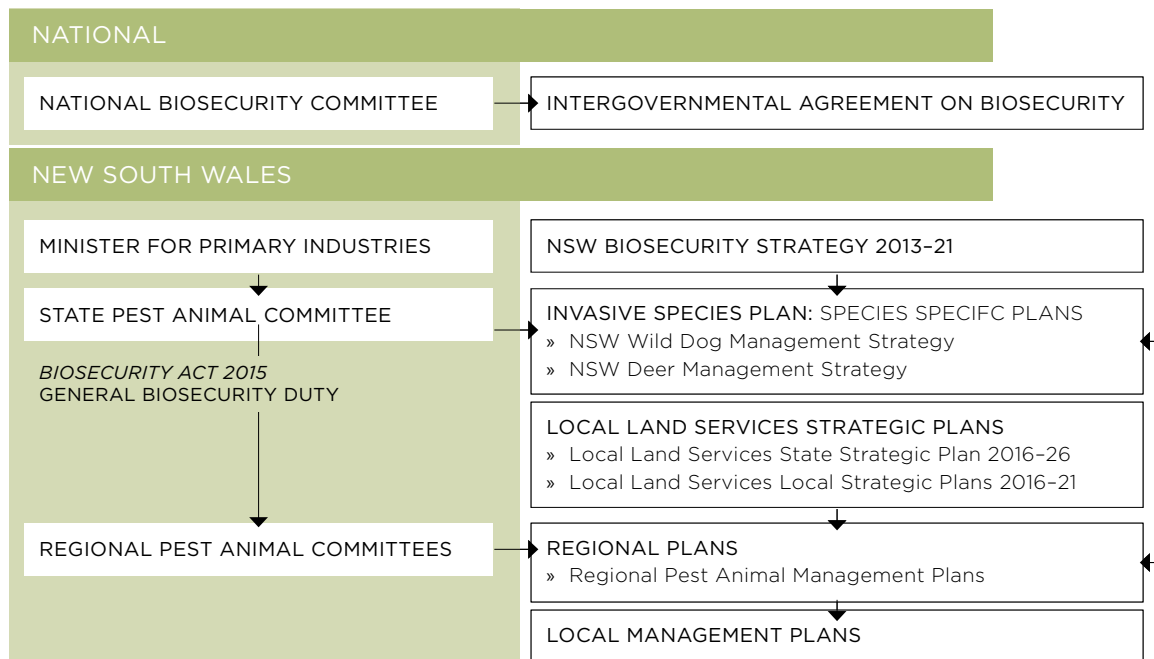 NATIONAL
NATIONAL BIOSECURITY COMMITTEE
INTERGOVERNMENTAL AGREEMENT ON BIOSECURITY
NEW SOUTH WALES
MINISTER FOR PRIMARY INDUSTRIES
NSW BIOSECURITY STRATEGY 2013–21
STATE PEST ANIMAL COMMITTEE
INVASIVE SPECIES PLAN: SPECIES SPECIFC PLANS
» NSW Wild Dog Management Strategy
» NSW Deer Management Strategy
BIOSECURITY ACT 2015
GENERAL BIOSECURITY DUTY
LOCAL LAND SERVICES STRATEGIC PLANS
» Local Land Services State Strategic Plan 2016–26
» Local Land Services Local Strategic Plans 2016–21
REGIONAL PEST ANIMAL COMMITTEES
REGIONAL PLANS
» Regional Pest Animal Management Plans
LOCAL MANAGEMENT PLANS